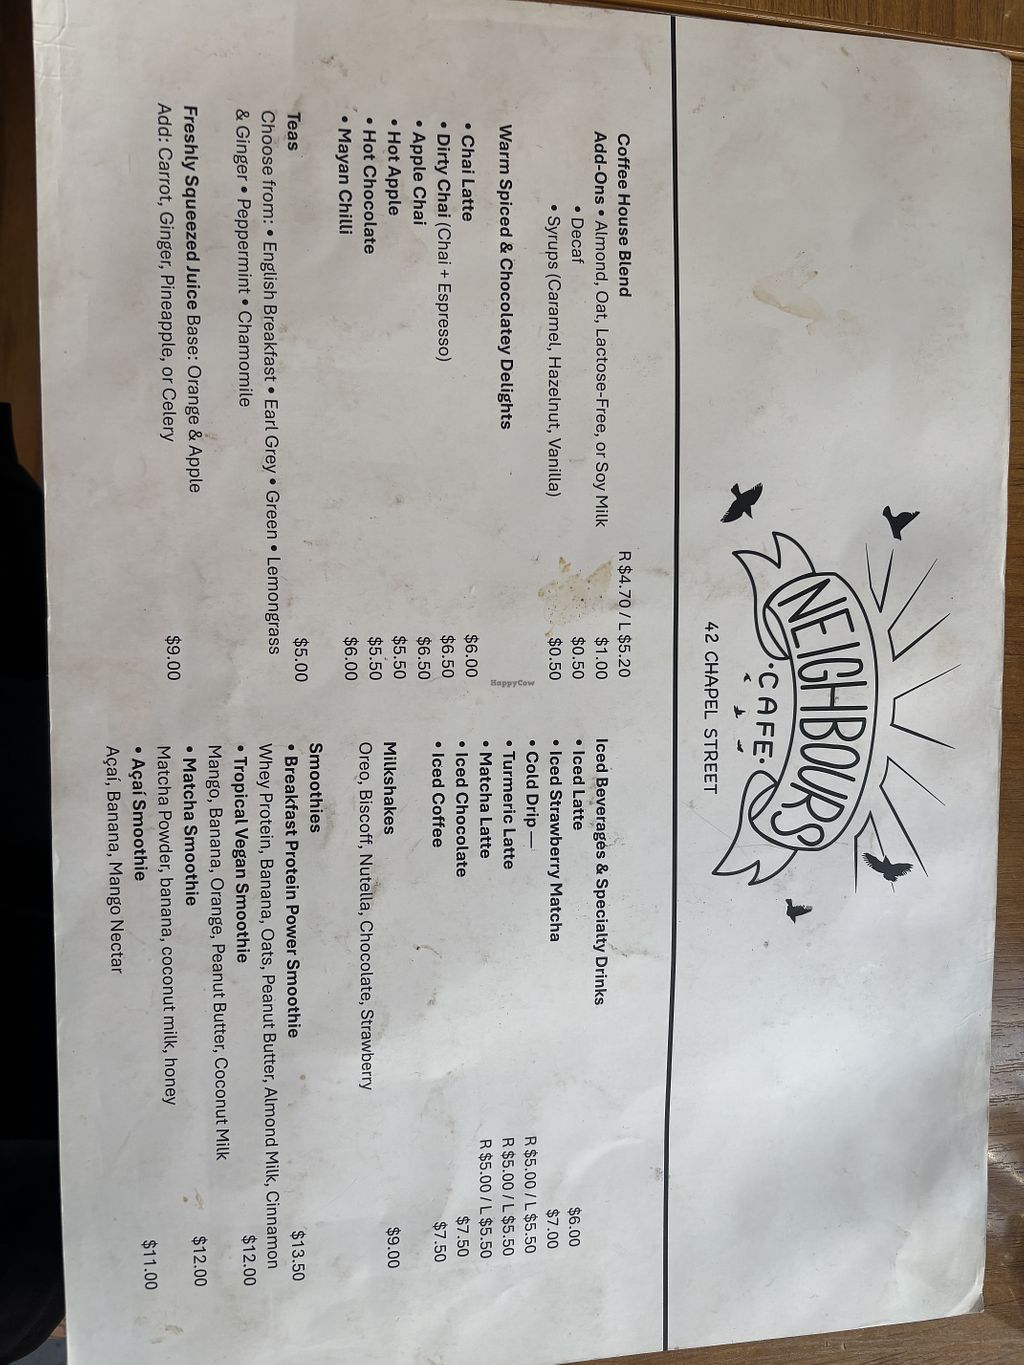 NEIGHBOURS
• CAFE •
42 CHAPEL STREET
Coffee House Blend R $4.70 / L $5.20
Add-Ons • Almond, Oat, Lactose-Free, or Soy Milk $1.00
• Decaf $0.50
• Syrups (Caramel, Hazelnut, Vanilla) $0.50
Warm Spiced & Chocolatey Delights
• Chai Latte $6.00
• Dirty Chai (Chai + Espresso) $6.50
• Apple Chai $6.50
• Hot Apple $5.50
• Hot Chocolate $5.50
• Mayan Chilli $6.00
Teas $5.00
Choose from: • English Breakfast • Earl Grey • Green • Lemongrass
& Ginger • Peppermint • Chamomile
Freshly Squeezed Juice Base: Orange & Apple
Add: Carrot, Ginger, Pineapple, or Celery $9.00
Iced Beverages & Specialty Drinks
• Iced Latte $6.00
• Iced Strawberry Matcha $7.00
• Cold Drip — R $5.00 / L $5.50
• Turmeric Latte R $5.00 / L $5.50
• Matcha Latte R $5.00 / L $5.50
• Iced Chocolate $7.50
• Iced Coffee $7.50
Milkshakes $9.00
Oreo, Biscoff, Nutella, Chocolate, Strawberry
Smoothies
• Breakfast Protein Power Smoothie $13.50
Whey Protein, Banana, Oats, Peanut Butter, Almond Milk, Cinnamon
• Tropical Vegan Smoothie $12.00
Mango, Banana, Orange, Peanut Butter, Coconut Milk
• Matcha Smoothie $12.00
Matcha Powder, banana, coconut milk, honey
• Açaí Smoothie $11.00
Açaí, Banana, Mango Nectar
HappyCow